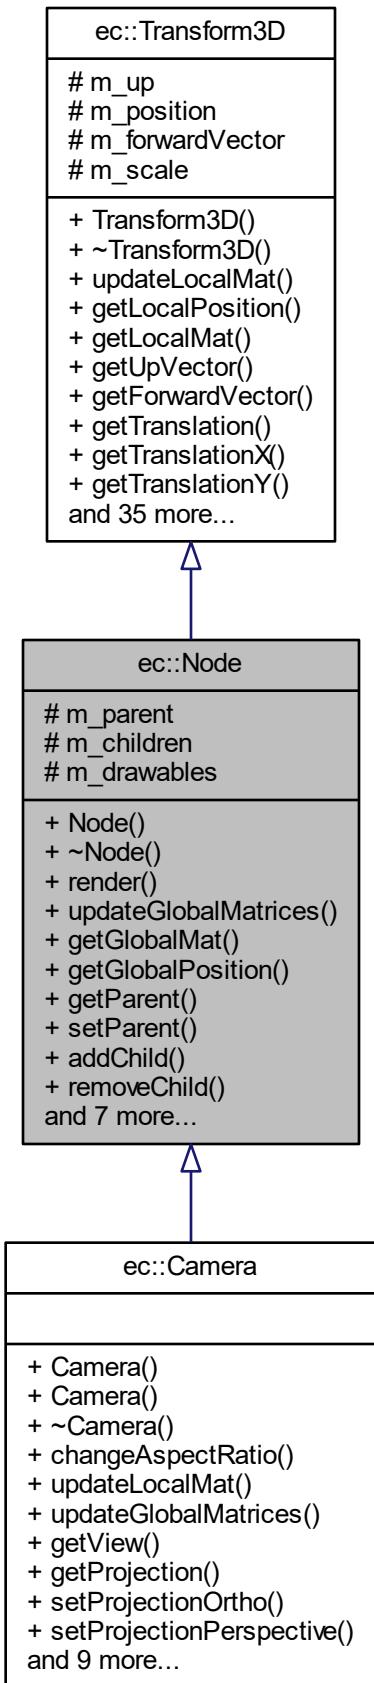 ec::Transform3D
# m_up
# m_position
# m_forwardVector
# m_scale
+ Transform3D()
+ ~Transform3D()
+ updateLocalMat()
+ getLocalPosition()
+ getLocalMat()
+ getUpVector()
+ getForwardVector()
+ getTranslation()
+ getTranslationX()
+ getTranslationY()
and 35 more...
ec::Node
# m_parent
# m_children
# m_drawables
+ Node()
+ ~Node()
+ render()
+ updateGlobalMatrices()
+ getGlobalMat()
+ getGlobalPosition()
+ getParent()
+ setParent()
+ addChild()
+ removeChild()
and 7 more...
ec::Camera
+ Camera()
+ Camera()
+ ~Camera()
+ changeAspectRatio()
+ updateLocalMat()
+ updateGlobalMatrices()
+ getView()
+ getProjection()
+ setProjectionOrtho()
+ setProjectionPerspective()
and 9 more...